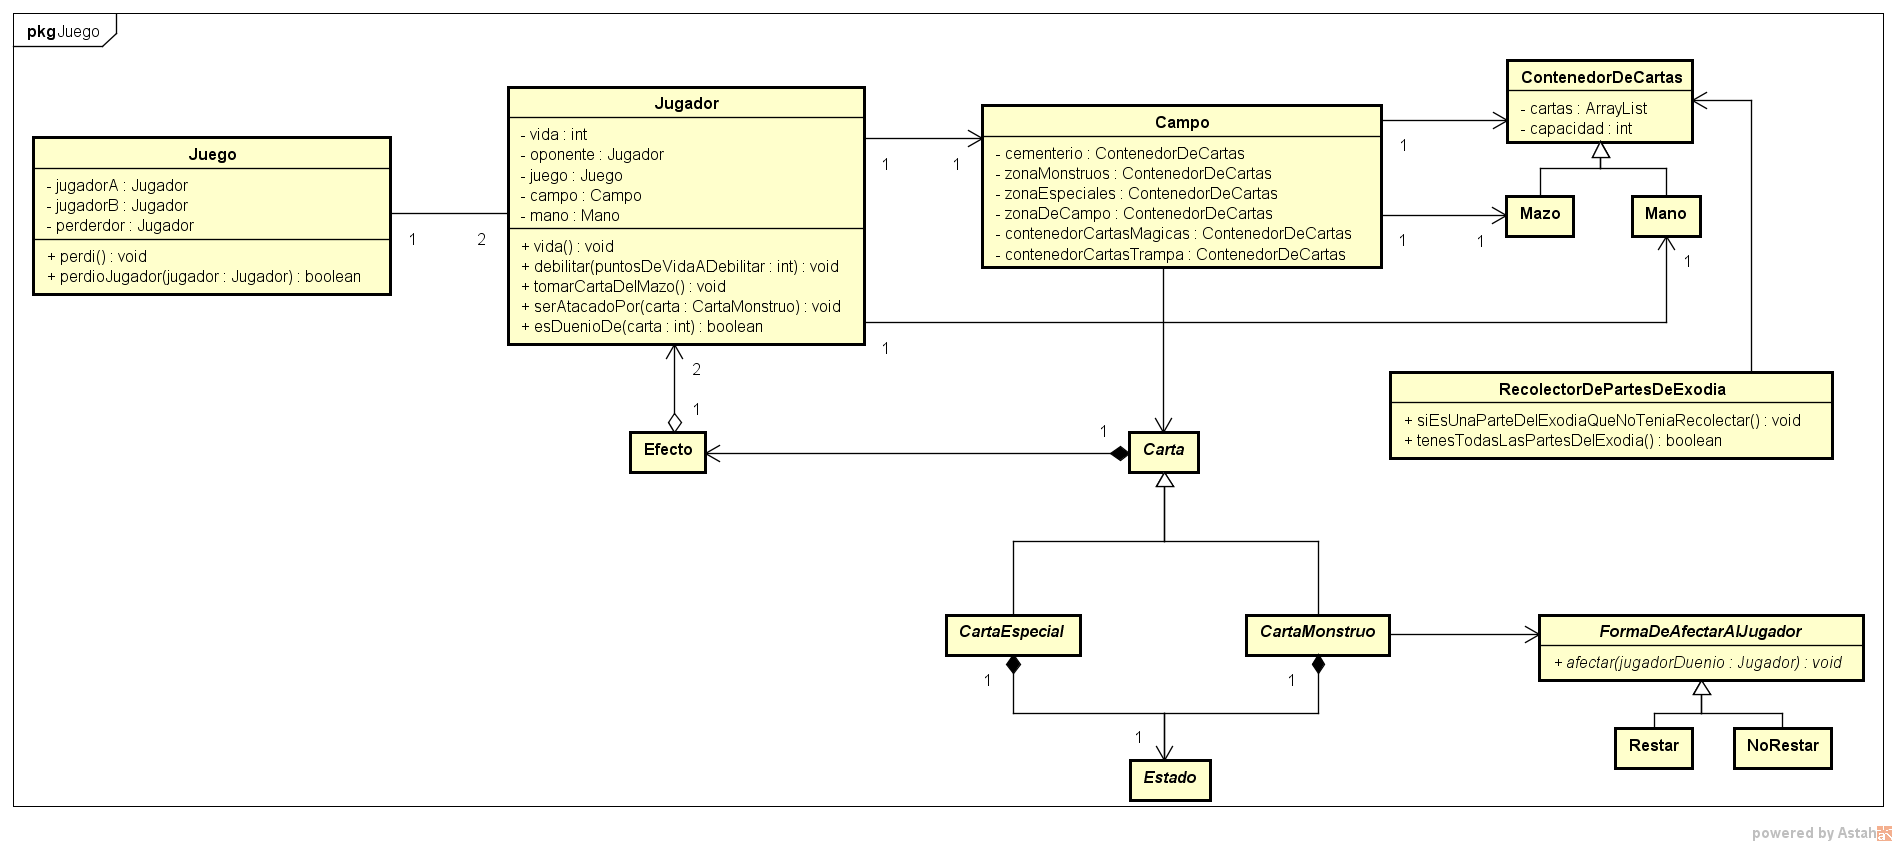 pkg Juego
Juego
- jugadorA : Jugador
- jugadorB : Jugador
- perderdor : Jugador
+ perdi() : void
+ perdioJugador(jugador : Jugador) : boolean
1
2
Jugador
- vida : int
- oponente : Jugador
- juego : Juego
- campo : Campo
- mano : Mano
+ vida() : void
+ debilitar(puntosDeVidaADebilitar : int) : void
+ tomarCartaDelMazo() : void
+ serAtacadoPor(carta : CartaMonstruo) : void
+ esDuenioDe(carta : int) : boolean
1
1
1
Campo
- cementerio : ContenedorDeCartas
- zonaMonstruos : ContenedorDeCartas
- zonaEspeciales : ContenedorDeCartas
- zonaDeCampo : ContenedorDeCartas
- contenedorCartasMagicas : ContenedorDeCartas
- contenedorCartasTrampa : ContenedorDeCartas
1
1
1
ContenedorDeCartas
- cartas : ArrayList
- capacidad : int
Mazo
Mano
1
RecolectorDePartesDeExodia
+ siEsUnaParteDelExodiaQueNoTeniaRecolectar() : void
+ tenesTodasLasPartesDelExodia() : boolean
2
1
Efecto
1
Carta
CartaEspecial
1
CartaMonstruo
1
FormaDeAfectarAlJugador
+ afectar(jugadorDuenio : Jugador) : void
Restar
NoRestar
1
Estado
powered by Astah